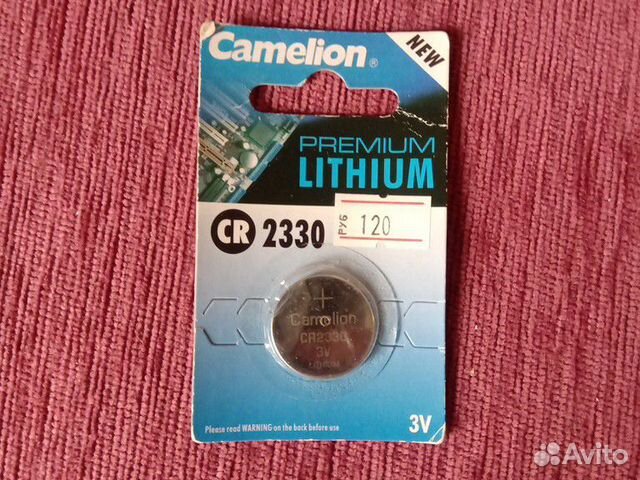 Camelion®
NEW
PREMIUM
LITHIUM
CR 2330
РУБ 120
+
Camelion
CR2330
3V
LITHIUM
Please read WARNING on the back before use
3V
Avito